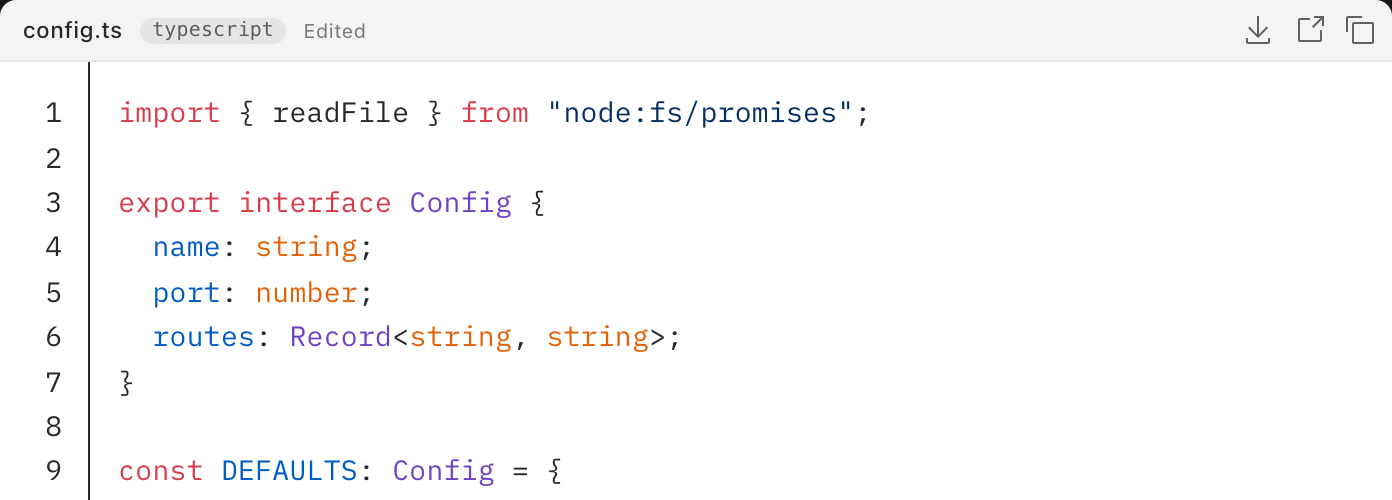 config.ts typescript Edited
1 import { readFile } from "node:fs/promises";
2
3 export interface Config {
4   name: string;
5   port: number;
6   routes: Record<string, string>;
7 }
8
9 const DEFAULTS: Config = {